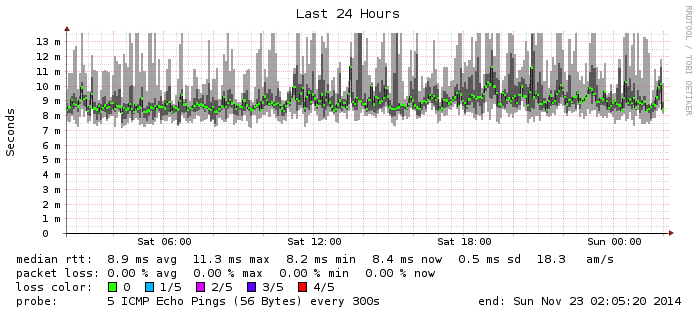 Last 24 Hours
RRDTOOL / TOBI OETIKER
Seconds
13 m
12 m
11 m
10 m
9 m
8 m
7 m
6 m
5 m
4 m
3 m
2 m
1 m
0
Sat 06:00 Sat 12:00 Sat 18:00 Sun 00:00
median rtt: 8.9 ms avg 11.3 ms max 8.2 ms min 8.4 ms now 0.5 ms sd 18.3 am/s
packet loss: 0.00 % avg 0.00 % max 0.00 % min 0.00 % now
loss color: 0 1/5 2/5 3/5 4/5
probe: 5 ICMP Echo Pings (56 Bytes) every 300s end: Sun Nov 23 02:05:20 2014